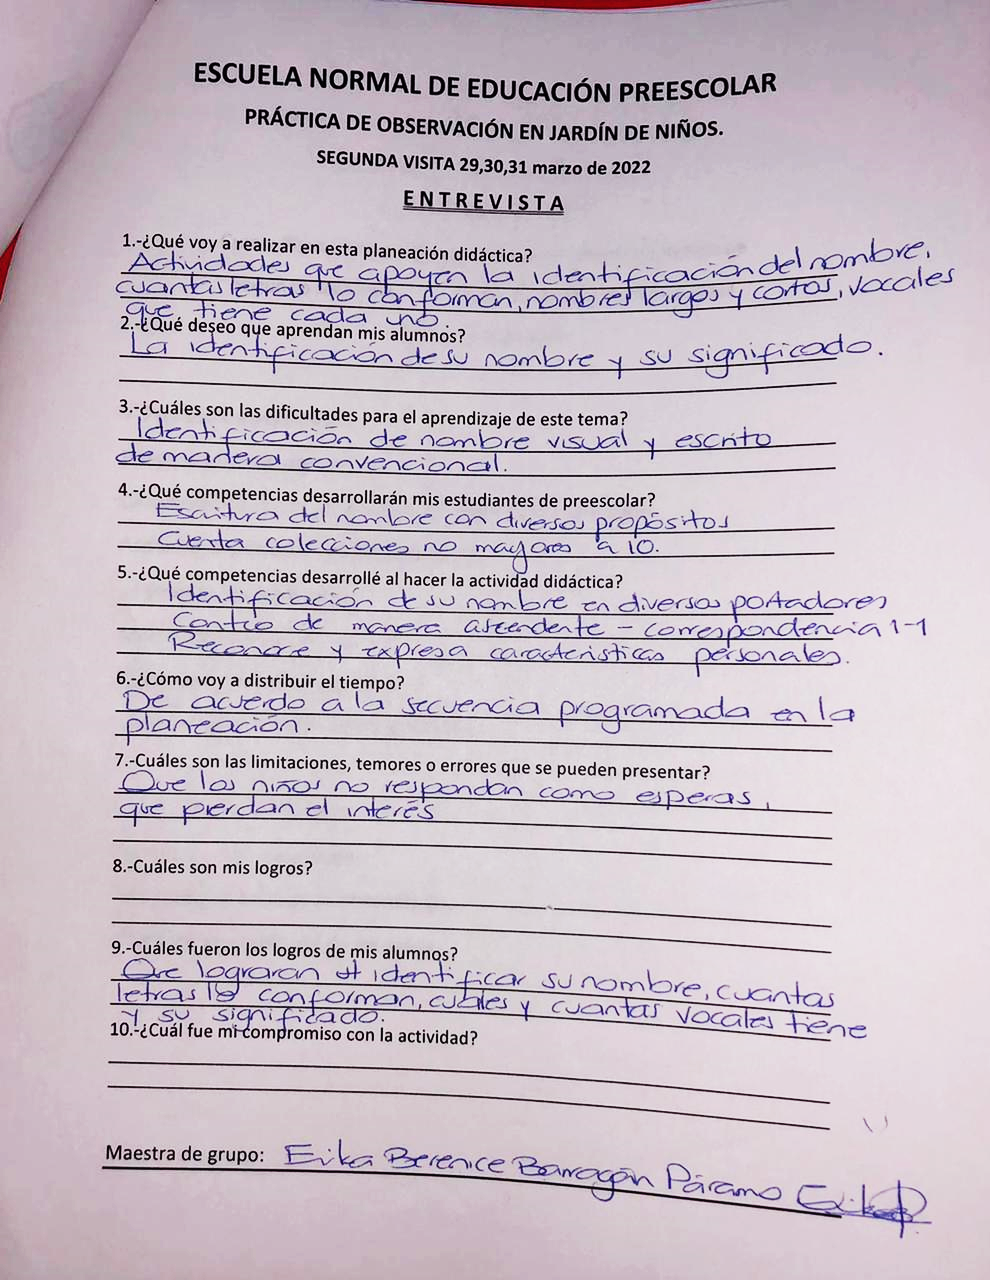 ESCUELA NORMAL DE EDUCACIÓN PREESCOLAR
PRÁCTICA DE OBSERVACIÓN EN JARDÍN DE NIÑOS.
SEGUNDA VISITA 29,30,31 marzo de 2022
ENTREVISTA
1.-¿Qué voy a realizar en esta planeación didáctica?
Actividades que apoyen la identificación del nombre,
cuantas letras lo conforman, nombres largos y cortos, vocales
que tiene cada uno.
2.-¿Qué deseo que aprendan mis alumnos?
La identificación de su nombre y su significado.
3.-¿Cuáles son las dificultades para el aprendizaje de este tema?
Identificación de nombre visual y escrito
de manera convencional.
4.-¿Qué competencias desarrollarán mis estudiantes de preescolar?
Escritura del nombre con diversos propósitos
Cuenta colecciones no mayores a 10.
5.-¿Qué competencias desarrollé al hacer la actividad didáctica?
Identificación de su nombre en diversos portadores
Conteo de manera ascendente - correspondencia 1-1
Reconoce y expresa características personales.
6.-¿Cómo voy a distribuir el tiempo?
De acuerdo a la secuencia programada en la
planeación.
7.-Cuáles son las limitaciones, temores o errores que se pueden presentar?
Que los niños no respondan como esperas,
que pierdan el interés
8.-Cuáles son mis logros?
9.-Cuáles fueron los logros de mis alumnos?
Que lograran identificar su nombre, cuantas
letras lo conforman, cuáles y cuantas vocales tiene
y su significado.
10.-¿Cuál fue mi compromiso con la actividad?
Maestra de grupo: Erika Berenice Barragán Páramo